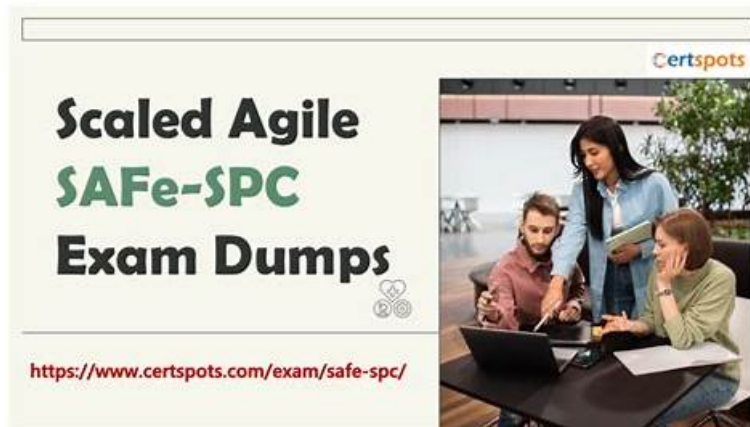 Certspots
Scaled Agile
SAFe-SPC
Exam Dumps
https://www.certspots.com/exam/safe-spc/